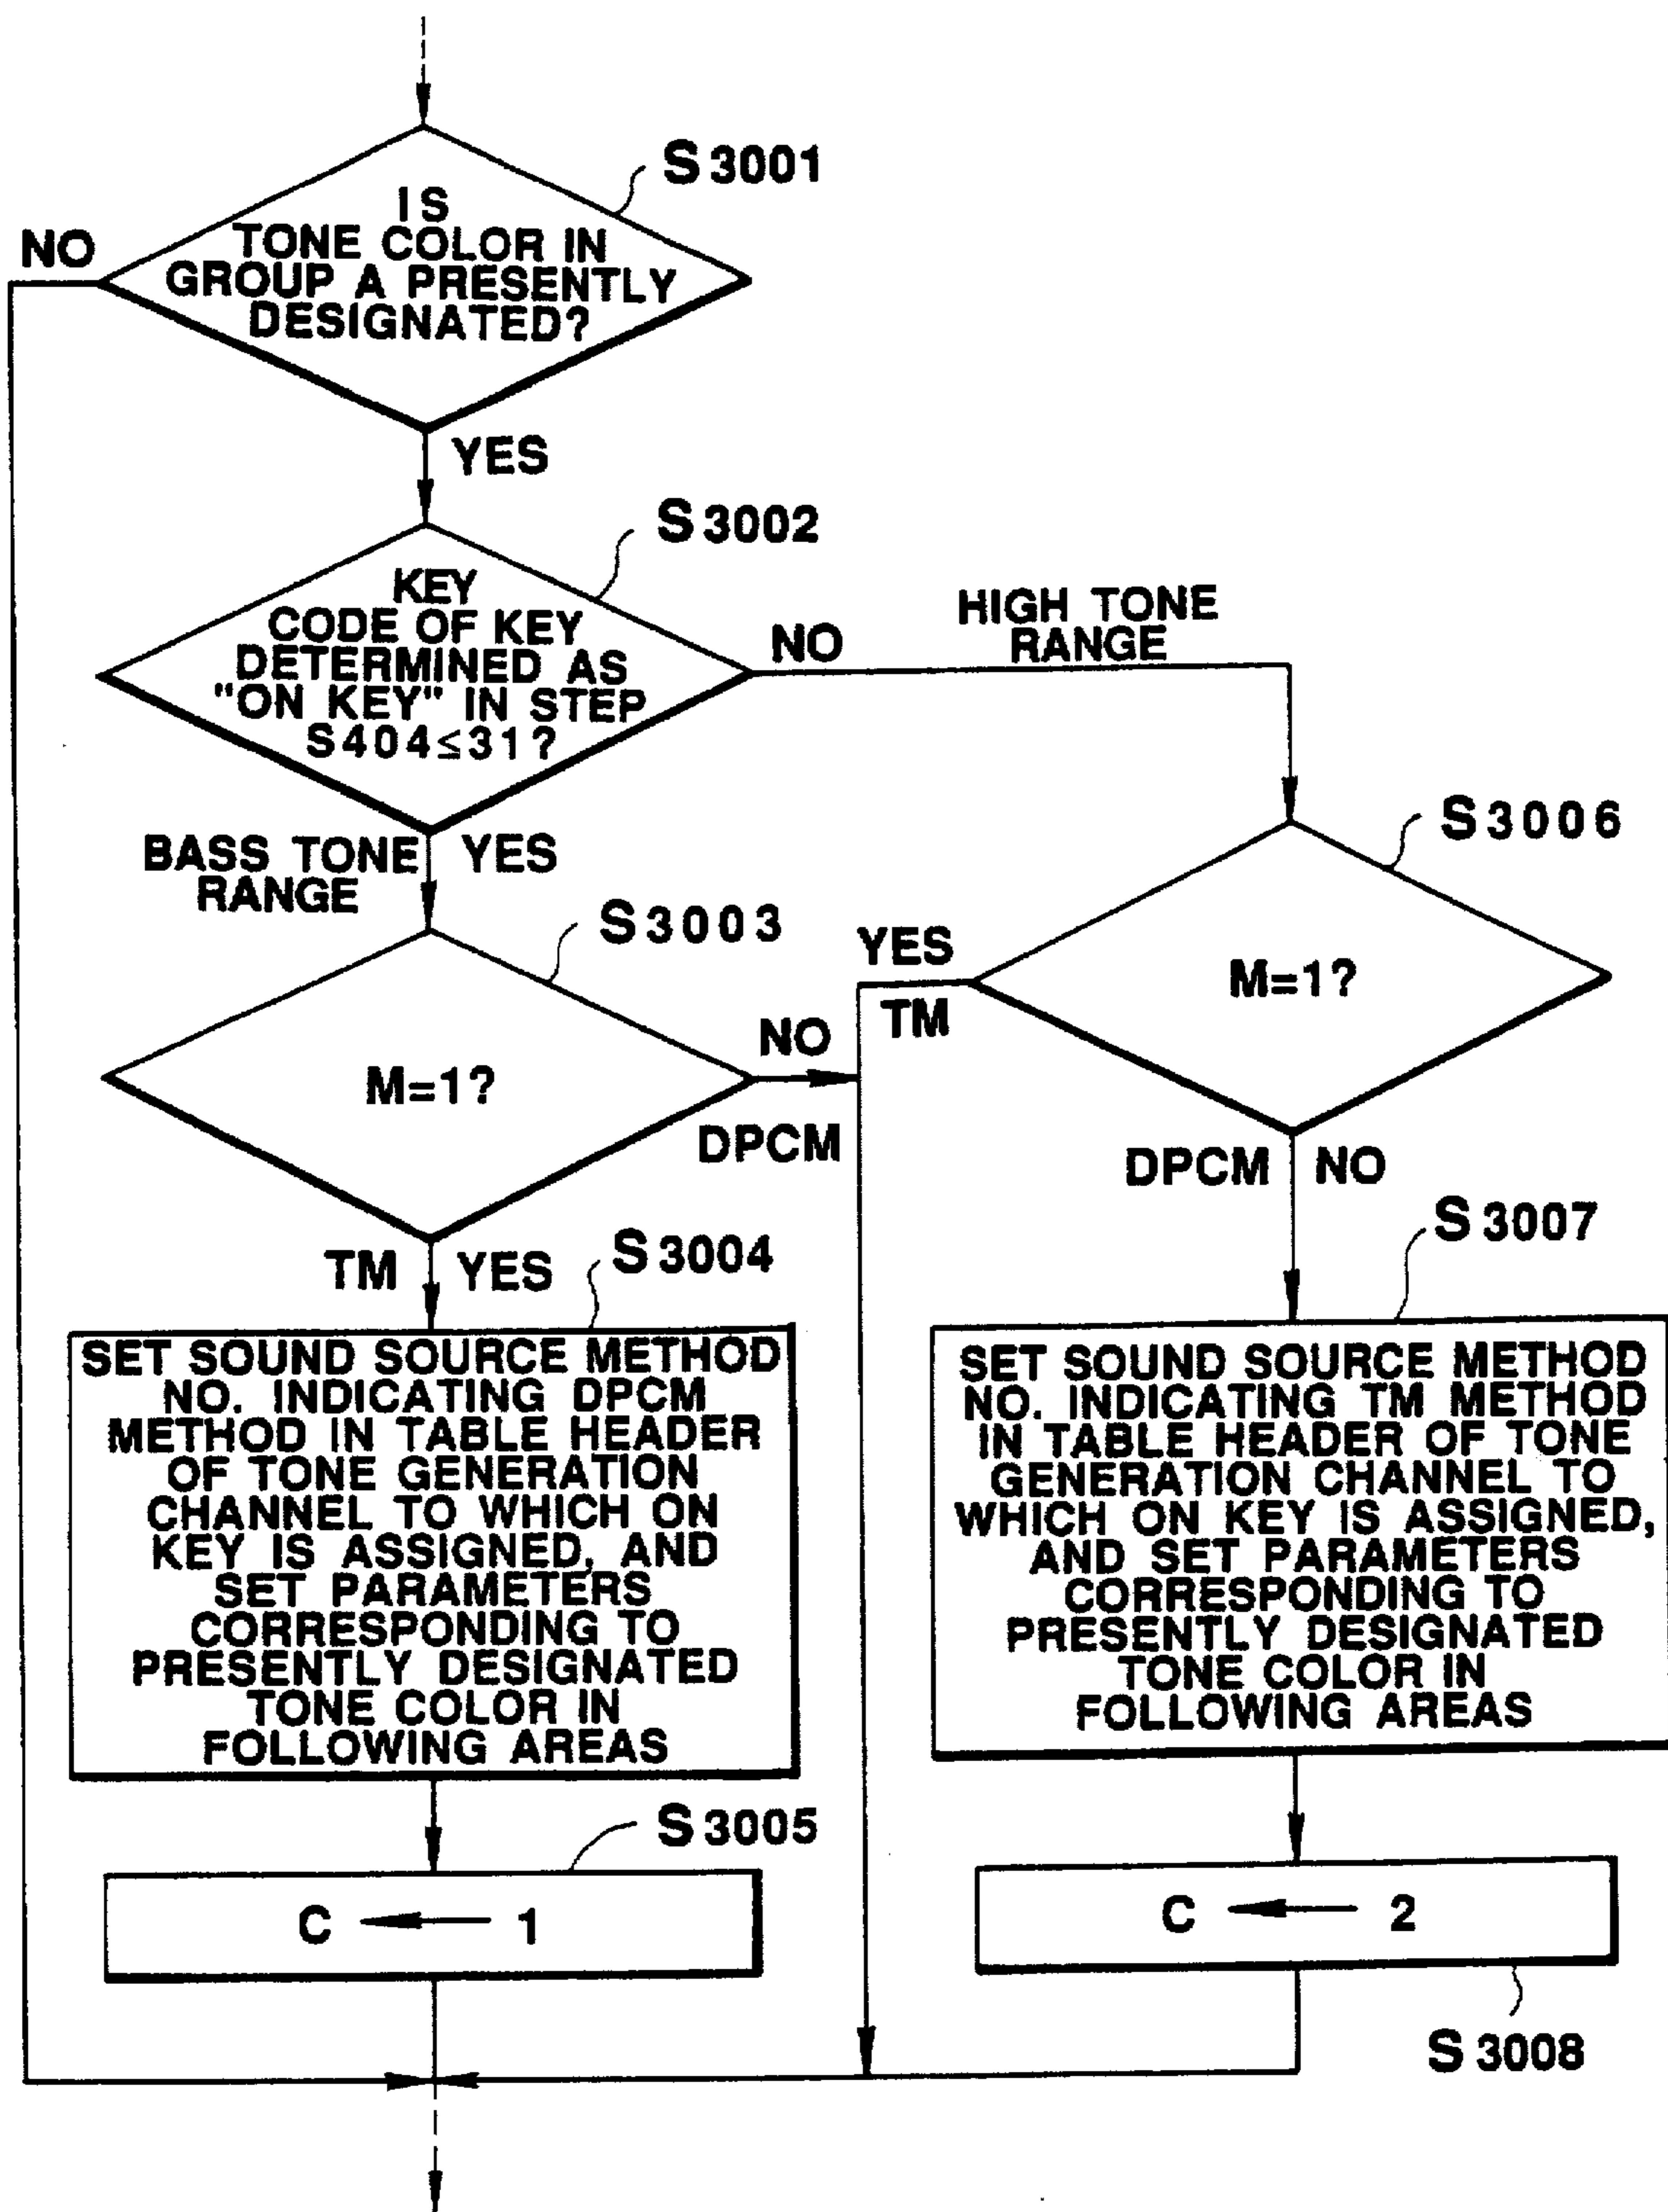 S3001
IS
TONE COLOR IN
GROUP A PRESENTLY
DESIGNATED?
NO
YES
S3002
KEY
CODE OF KEY
DETERMINED AS
"ON KEY" IN STEP
S404≤31?
NO
HIGH TONE
RANGE
BASS TONE
RANGE
YES
S3003
M=1?
NO
DPCM
S3006
YES
TM
M=1?
DPCM
NO
TM
YES
S3004
SET SOUND SOURCE METHOD
NO. INDICATING DPCM
METHOD IN TABLE HEADER
OF TONE GENERATION
CHANNEL TO WHICH ON
KEY IS ASSIGNED, AND
SET PARAMETERS
CORRESPONDING TO
PRESENTLY DESIGNATED
TONE COLOR IN
FOLLOWING AREAS
S3007
SET SOUND SOURCE METHOD
NO. INDICATING TM METHOD
IN TABLE HEADER OF TONE
GENERATION CHANNEL TO
WHICH ON KEY IS ASSIGNED,
AND SET PARAMETERS
CORRESPONDING TO
PRESENTLY DESIGNATED
TONE COLOR IN
FOLLOWING AREAS
S3005
C ← 1
C ← 2
S3008